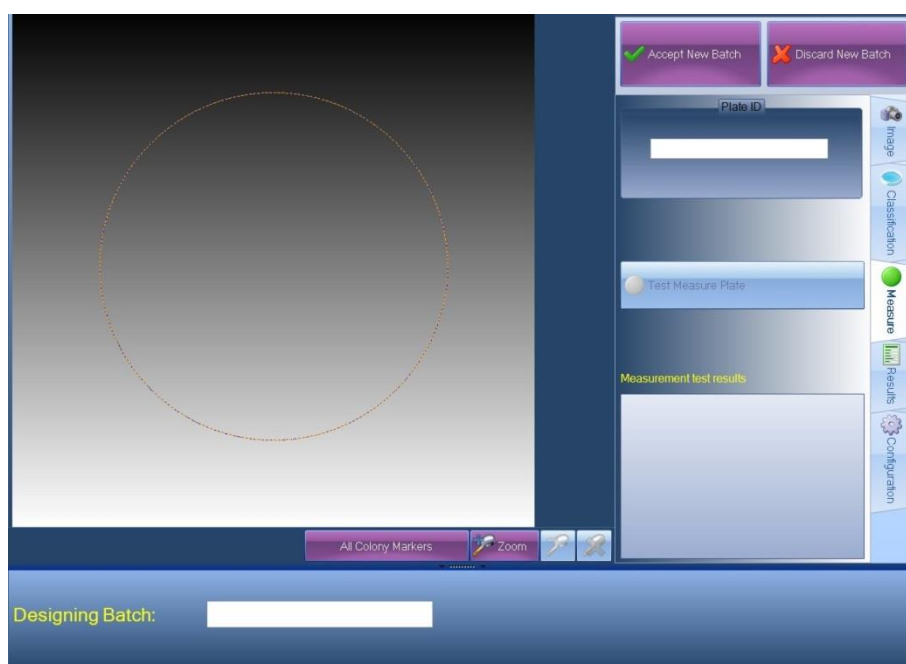 Accept New Batch
Discard New Batch
Plate ID
Image
Classification
Test Measure Plate
Measure
Measurement test results
Results
Configuration
All Colony Markers
Zoom
Designing Batch: